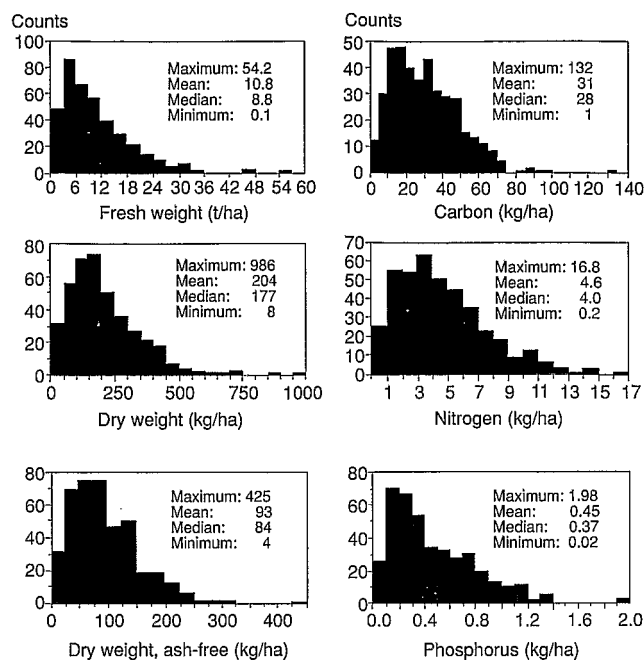 Counts
100
80
60
40
20
0
Maximum: 54.2
Mean: 10.8
Median: 8.8
Minimum: 0.1
0 6 12 18 24 30 36 42 48 54 60
Fresh weight (t/ha)
Counts
50
40
30
20
10
0
Maximum: 132
Mean: 31
Median: 28
Minimum: 1
0 20 40 60 80 100 120 140
Carbon (kg/ha)
80
60
40
20
0
Maximum: 986
Mean: 204
Median: 177
Minimum: 8
250 500 750 1000
Dry weight (kg/ha)
70
60
50
40
30
20
10
0
Maximum: 16.8
Mean: 4.6
Median: 4.0
Minimum: 0.2
1 3 5 7 9 11 13 15 17
Nitrogen (kg/ha)
80
60
40
20
0
Maximum: 425
Mean: 93
Median: 84
Minimum: 4
0 100 200 300 400
Dry weight, ash-free (kg/ha)
80
60
40
20
0
Maximum: 1.98
Mean: 0.45
Median: 0.37
Minimum: 0.02
0.0 0.4 0.8 1.2 1.6 2.0
Phosphorus (kg/ha)